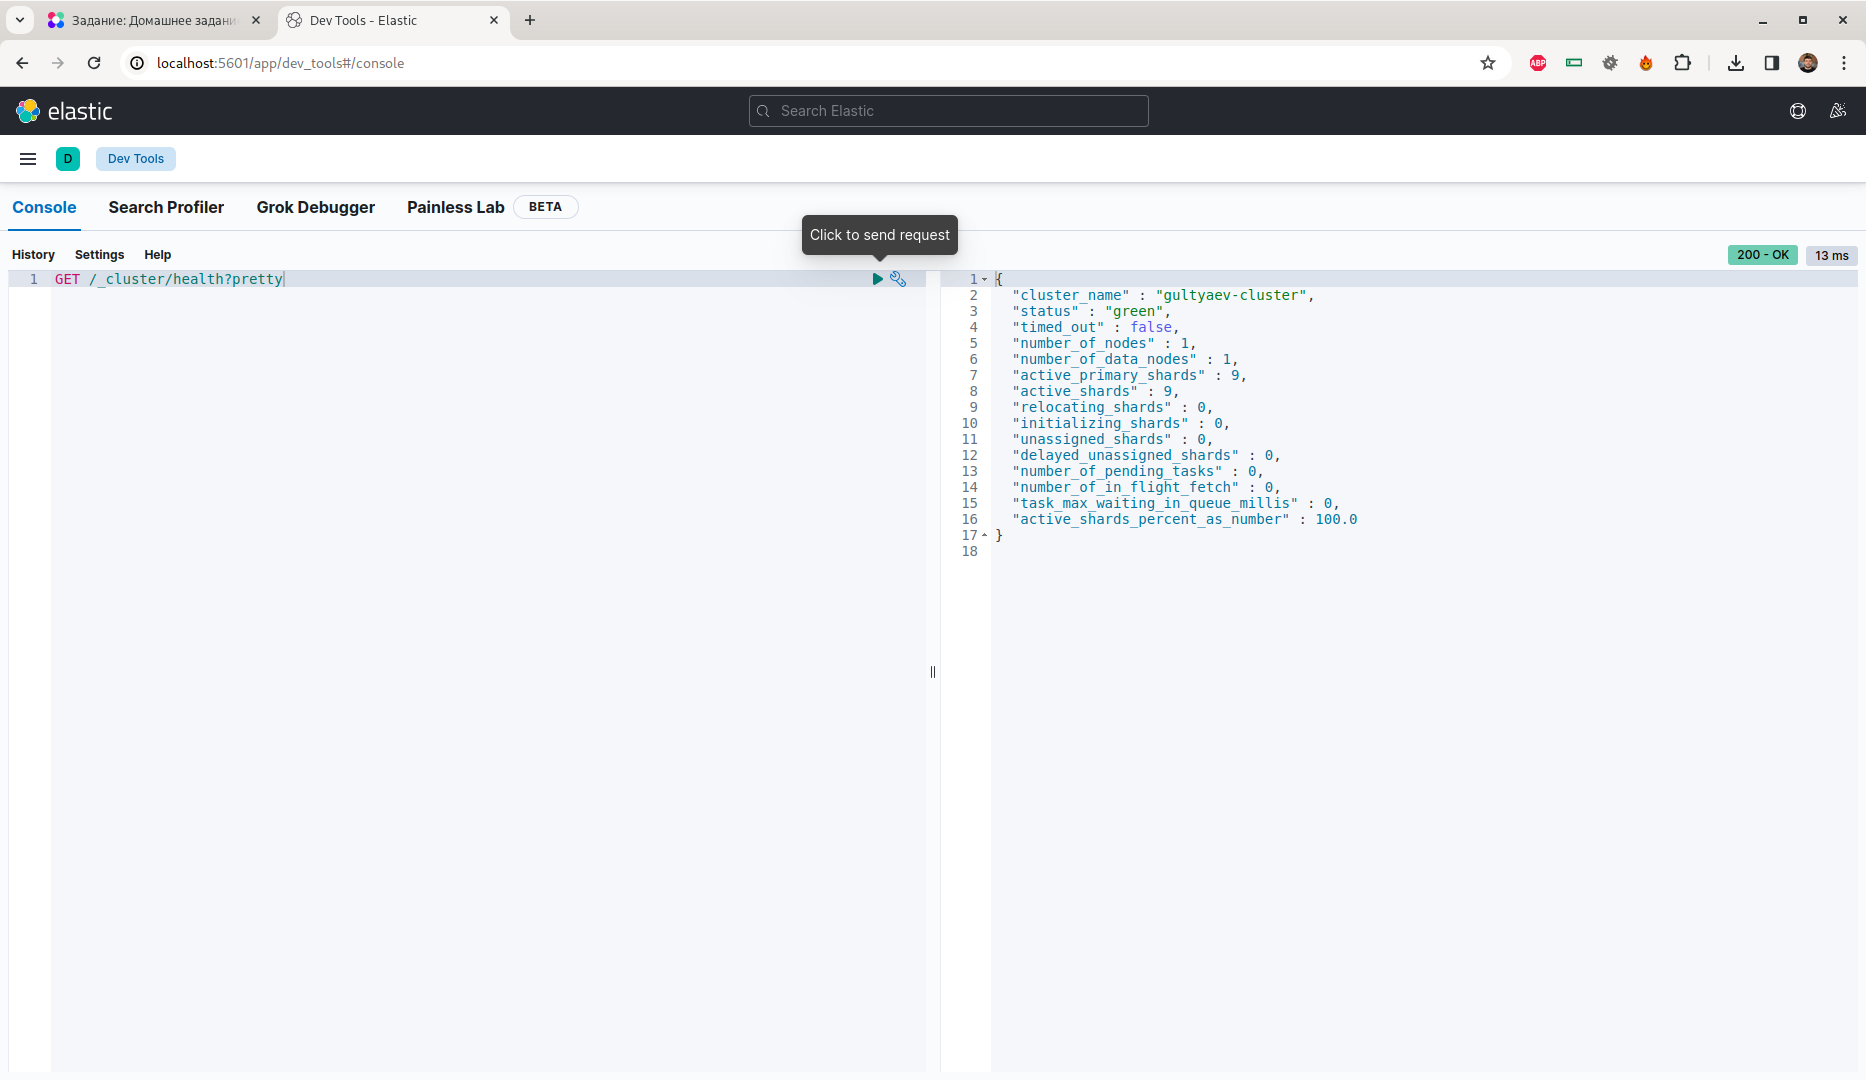 Задание: Домашнее задани
Dev Tools - Elastic
localhost:5601/app/dev_tools#/console
ABP
elastic
Search Elastic
D
Dev Tools
Console
Search Profiler
Grok Debugger
Painless Lab
BETA
Click to send request
History
Settings
Help
200 - OK
13 ms
1 GET /_cluster/health?pretty
1 {
2 "cluster_name" : "gultyaev-cluster",
3 "status" : "green",
4 "timed_out" : false,
5 "number_of_nodes" : 1,
6 "number_of_data_nodes" : 1,
7 "active_primary_shards" : 9,
8 "active_shards" : 9,
9 "relocating_shards" : 0,
10 "initializing_shards" : 0,
11 "unassigned_shards" : 0,
12 "delayed_unassigned_shards" : 0,
13 "number_of_pending_tasks" : 0,
14 "number_of_in_flight_fetch" : 0,
15 "task_max_waiting_in_queue_millis" : 0,
16 "active_shards_percent_as_number" : 100.0
17 }
18